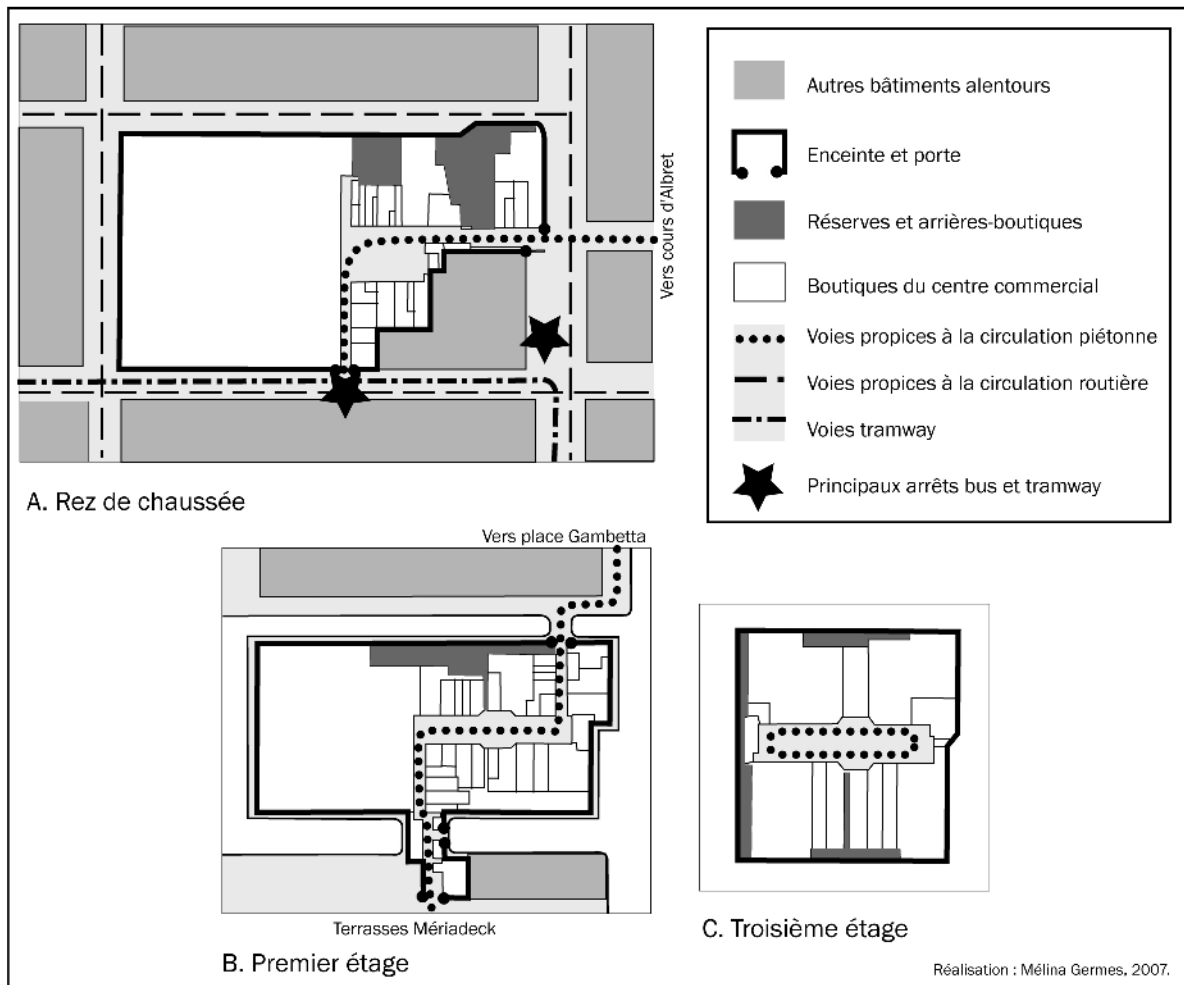 Autres bâtiments alentours
Enceinte et porte
Réserves et arrières-boutiques
Boutiques du centre commercial
Voies propices à la circulation piétonne
Voies propices à la circulation routière
Voies tramway
Principaux arrêts bus et tramway
Vers cours d'Albret
A. Rez de chaussée
Vers place Gambetta
Terrasses Mériadeck
B. Premier étage
C. Troisième étage
Réalisation : Mélina Germes, 2007.